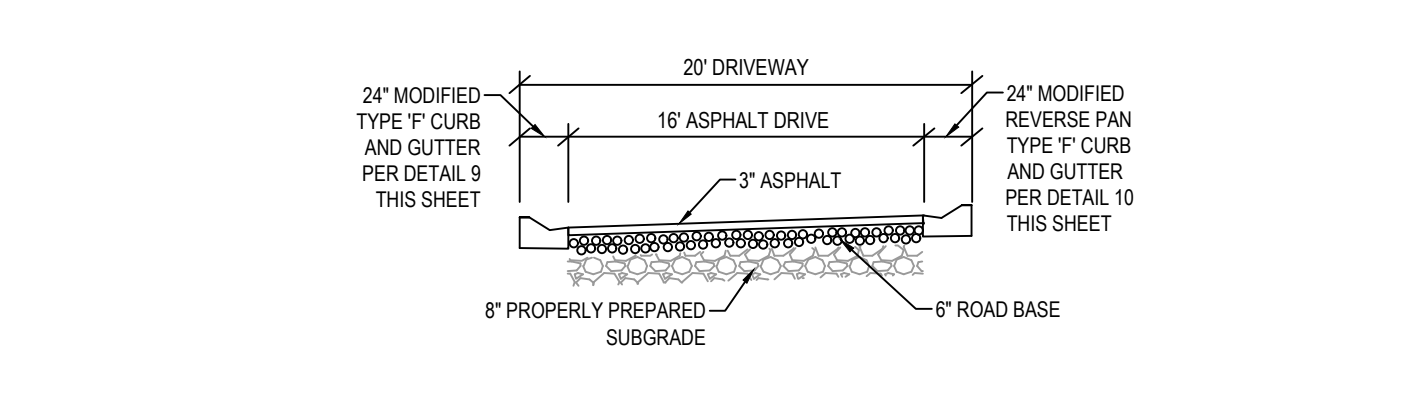 20' DRIVEWAY
24" MODIFIED
TYPE 'F' CURB
AND GUTTER
PER DETAIL 9
THIS SHEET
16' ASPHALT DRIVE
24" MODIFIED
REVERSE PAN
TYPE 'F' CURB
AND GUTTER
PER DETAIL 10
THIS SHEET
3" ASPHALT
8" PROPERLY PREPARED
SUBGRADE
6" ROAD BASE